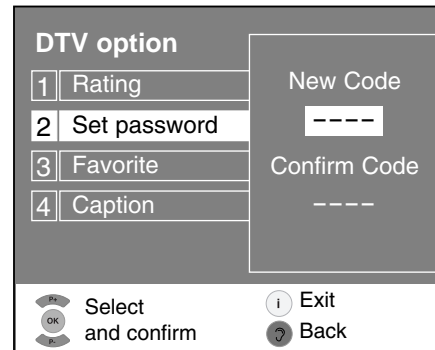 DTV option
1 Rating
2 Set password
3 Favorite
4 Caption
New Code
----
Confirm Code
----
P+
OK
P-
Select
and confirm
i Exit
Back